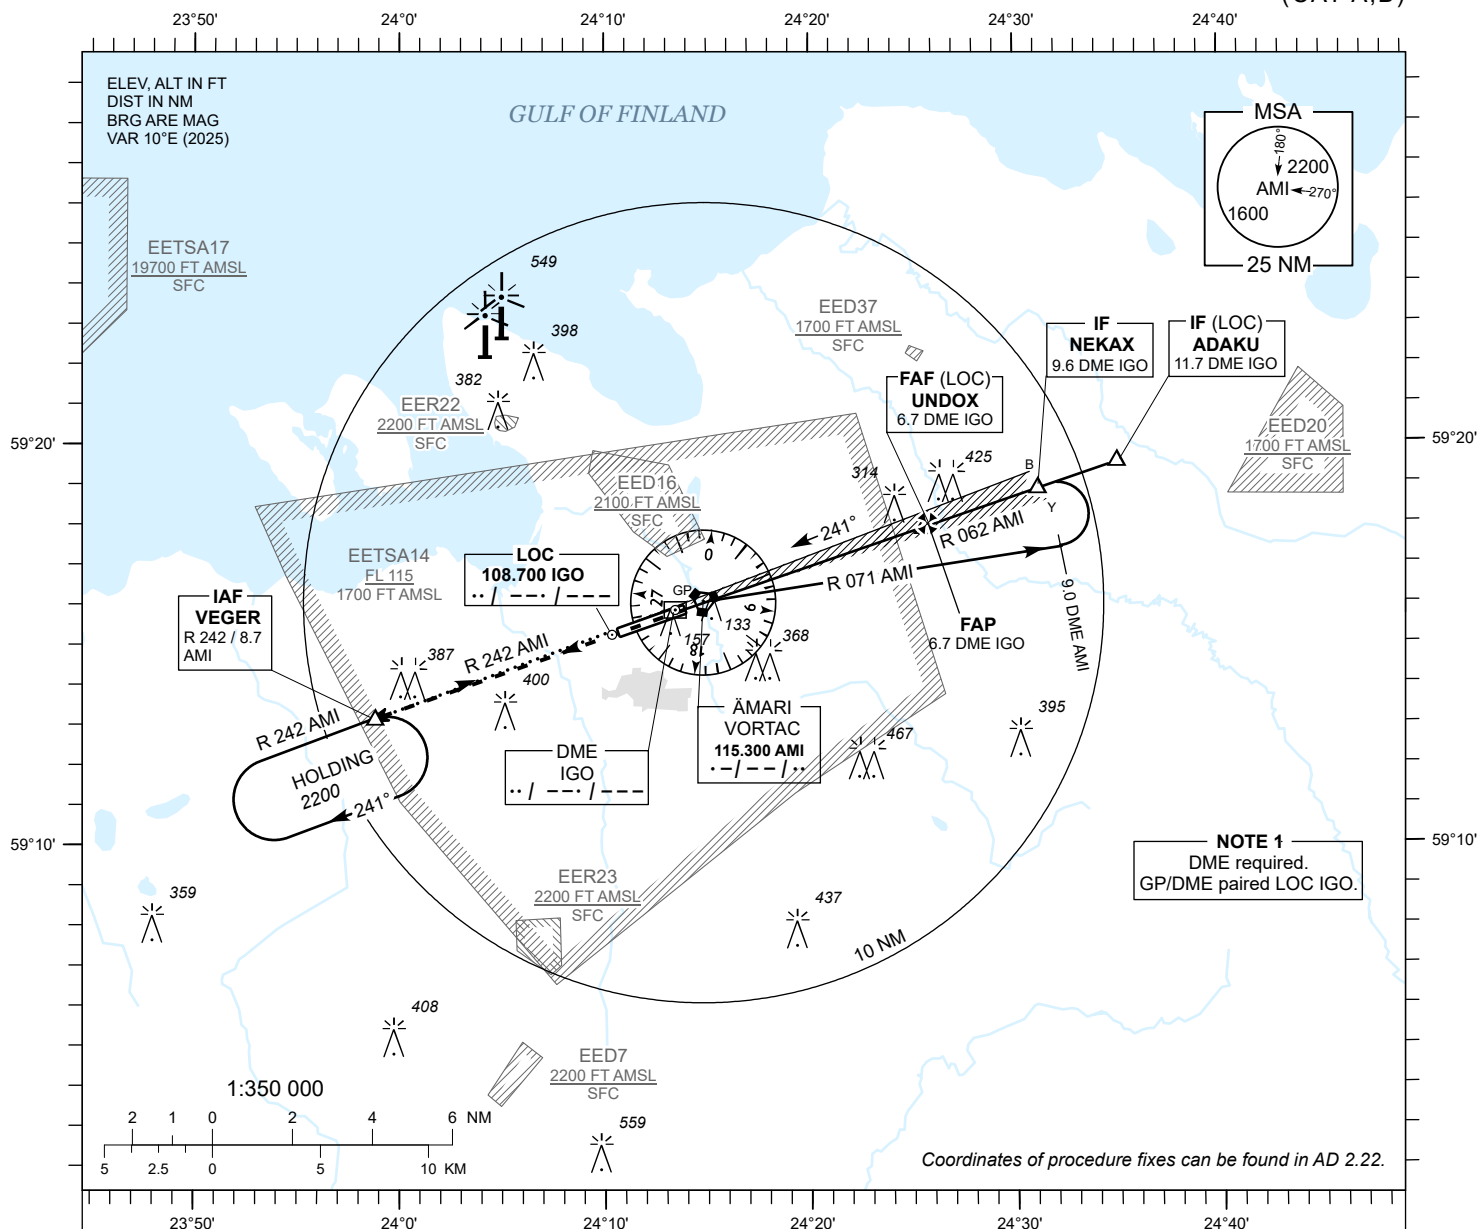 23°50'
24°0'
24°10'
24°20'
24°30'
24°40'
ELEV, ALT IN FT
DIST IN NM
BRG ARE MAG
VAR 10°E (2025)
GULF OF FINLAND
MSA
180°
2200
AMI
270°
1600
25 NM
EETSA17
19700 FT AMSL
SFC
549
398
382
EED37
1700 FT AMSL
SFC
IF
NEKAX
9.6 DME IGO
IF (LOC)
ADAKU
11.7 DME IGO
FAF (LOC)
UNDOX
6.7 DME IGO
EER22
2200 FT AMSL
SFC
59°20'
59°20'
EED20
1700 FT AMSL
SFC
EED16
2100 FT AMSL
SFC
314
425
B
Y
241°
R 062 AMI
R 071 AMI
EETSA14
FL 115
1700 FT AMSL
LOC
108.700 IGO
·· / −−· / −−−
0
9
18
27
GP
133
157
368
IAF
VEGER
R 242 / 8.7
AMI
FAP
6.7 DME IGO
9.0 DME AMI
387
R 242 AMI
400
R 242 AMI
HOLDING
2200
241°
DME
IGO
·· / −−· / −−−
ÄMARI
VORTAC
115.300 AMI
·− / −− / ··
467
395
59°10'
59°10'
NOTE 1
DME required.
GP/DME paired LOC IGO.
359
EER23
2200 FT AMSL
SFC
437
10 NM
408
EED7
2200 FT AMSL
SFC
559
1:350 000
2 1 0 2 4 6 NM
5 2.5 0 5 10 KM
Coordinates of procedure fixes can be found in AD 2.22.
23°50'
24°0'
24°10'
24°20'
24°30'
24°40'